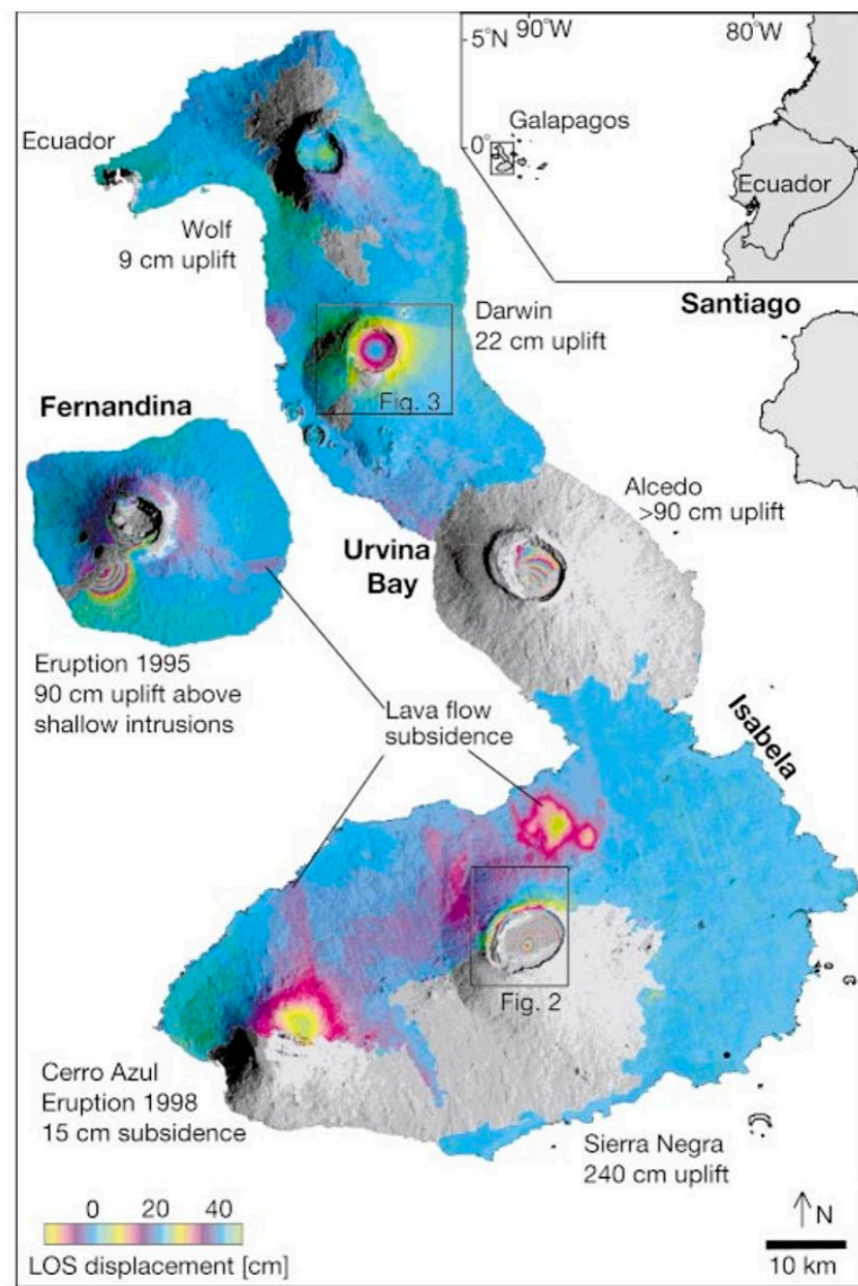 90°W
80°W
5°N
0°
Galapagos
Ecuador
Ecuador
Wolf
9 cm uplift
Santiago
Darwin
22 cm uplift
Fig. 3
Fernandina
Alcedo
>90 cm uplift
Urvina
Bay
Eruption 1995
90 cm uplift above
shallow intrusions
Lava flow
subsidence
Isabela
Fig. 2
Cerro Azul
Eruption 1998
15 cm subsidence
Sierra Negra
240 cm uplift
0 20 40
LOS displacement [cm]
N
10 km